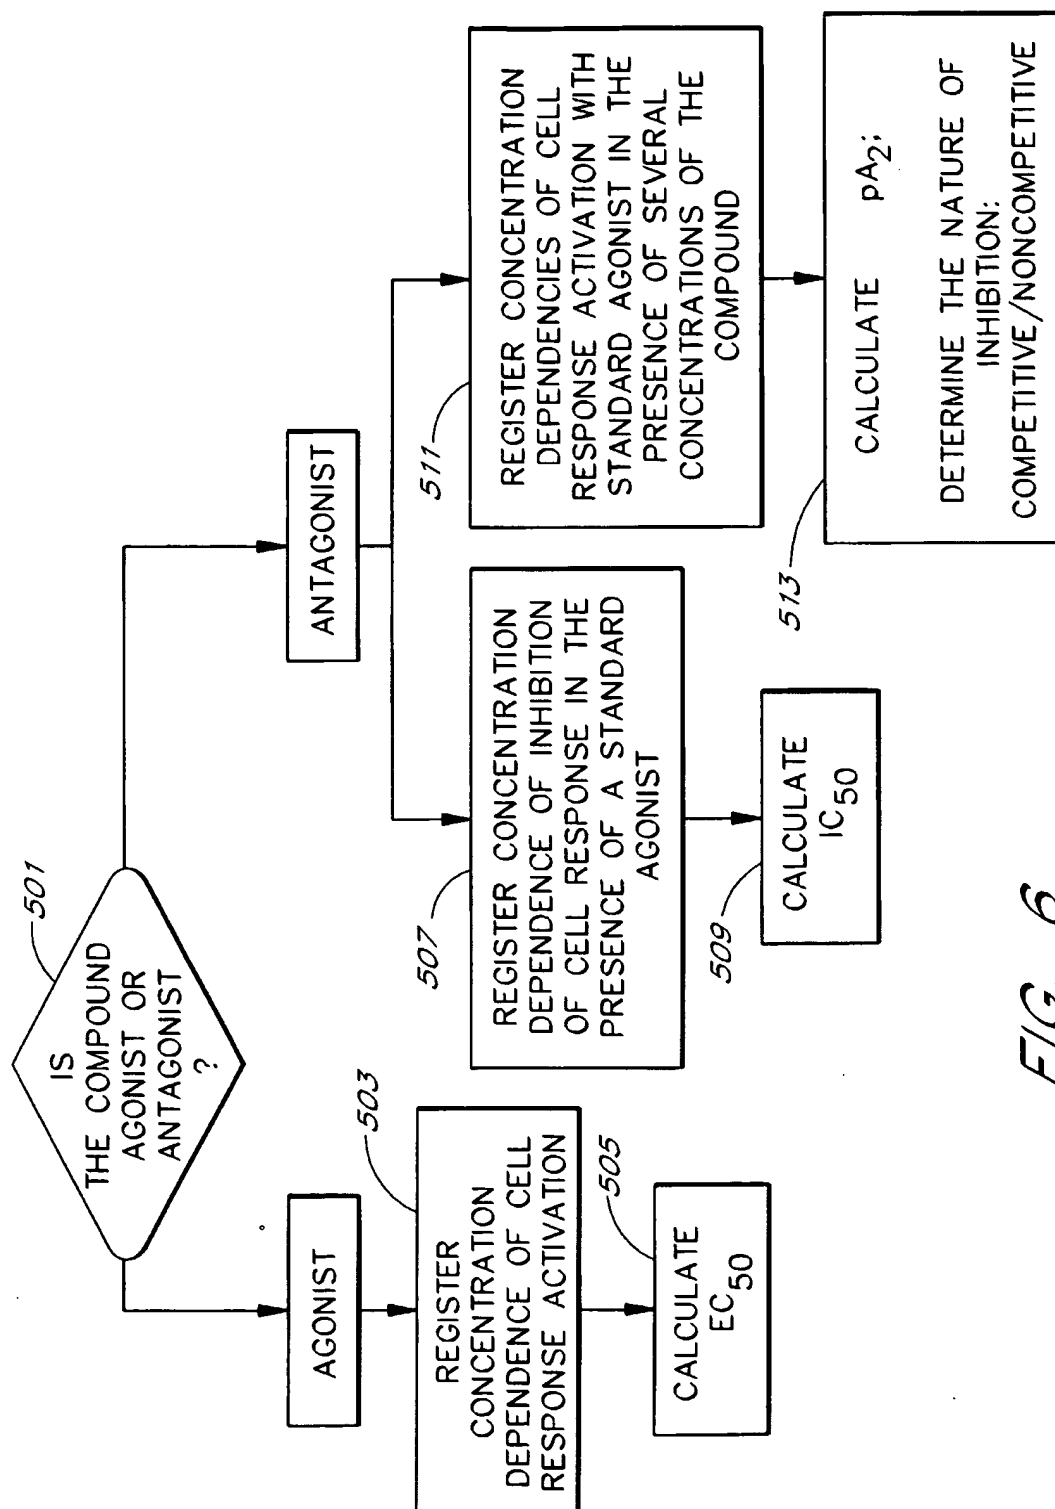 IS
THE COMPOUND
AGONIST OR
ANTAGONIST
?
501
AGONIST
REGISTER
CONCENTRATION
DEPENDENCE OF CELL
RESPONSE ACTIVATION
503
CALCULATE
EC50
505
ANTAGONIST
REGISTER CONCENTRATION
DEPENDENCE OF INHIBITION
OF CELL RESPONSE IN THE
PRESENCE OF A STANDARD
AGONIST
507
CALCULATE
IC50
509
REGISTER CONCENTRATION
DEPENDENCIES OF CELL
RESPONSE ACTIVATION WITH
STANDARD AGONIST IN THE
PRESENCE OF SEVERAL
CONCENTRATIONS OF THE
COMPOUND
511
CALCULATE pA2;
DETERMINE THE NATURE OF
INHIBITION:
COMPETITIVE/NONCOMPETITIVE
513
FIG. 6